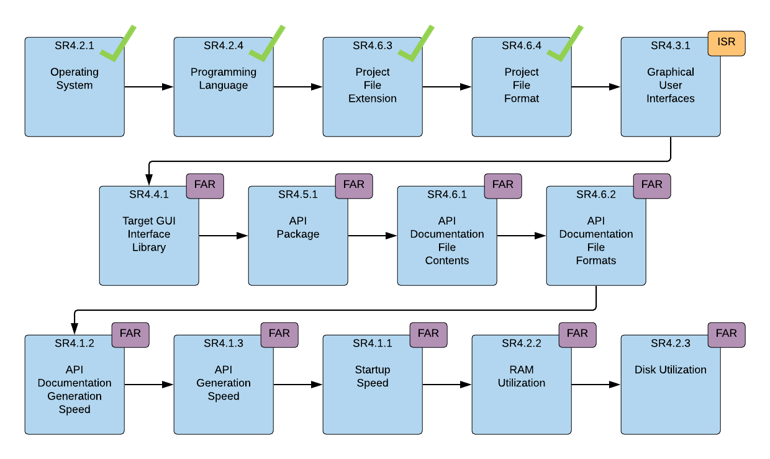 SR4.2.1
Operating
System
SR4.2.4
Programming
Language
SR4.6.3
Project
File
Extension
SR4.6.4
Project
File
Format
ISR
SR4.3.1
Graphical
User
Interfaces
FAR
SR4.4.1
Target GUI
Interface
Library
FAR
SR4.5.1
API
Package
FAR
SR4.6.1
API
Documentation
File
Contents
FAR
SR4.6.2
API
Documentation
File
Formats
FAR
SR4.1.2
API
Documentation
Generation
Speed
FAR
SR4.1.3
API
Generation
Speed
FAR
SR4.1.1
Startup
Speed
FAR
SR4.2.2
RAM
Utilization
FAR
SR4.2.3
Disk Utilization